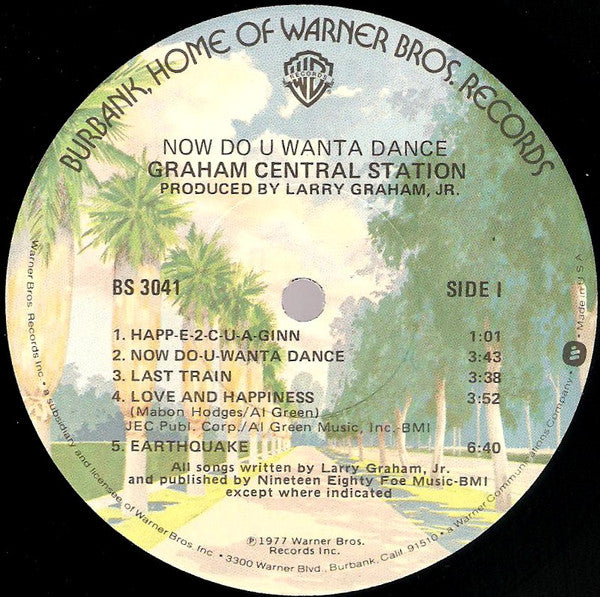 BURBANK, HOME OF WARNER BROS. RECORDS
WB
RECORDS
NOW DO U WANTA DANCE
GRAHAM CENTRAL STATION
PRODUCED BY LARRY GRAHAM, JR.
BS 3041
SIDE I
1. HAPP-E-2-C-U-A-GINN 1:01
2. NOW DO-U-WANTA DANCE 3:43
3. LAST TRAIN 3:38
4. LOVE AND HAPPINESS 3:52
(Mabon Hodges/Al Green)
JEC Publ. Corp./Al Green Music, Inc.-BMI
5. EARTHQUAKE 6:40
All songs written by Larry Graham, Jr.
and published by Nineteen Eighty Foe Music-BMI
except where indicated
℗1977 Warner Bros.
Records Inc.
Warner Bros. Records Inc. • a subsidiary and licensee of Warner Bros. Inc. • 3300 Warner Blvd., Burbank, Calif. 91510 • a Warner Communications Company • Made in U.S.A.